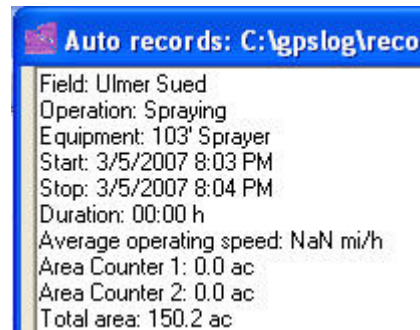 Auto records: C:\gpslog\reco
Field: Ulmer Sued
Operation: Spraying
Equipment: 103' Sprayer
Start: 3/5/2007 8:03 PM
Stop: 3/5/2007 8:04 PM
Duration: 00:00 h
Average operating speed: NaN mi/h
Area Counter 1: 0.0 ac
Area Counter 2: 0.0 ac
Total area: 150.2 ac